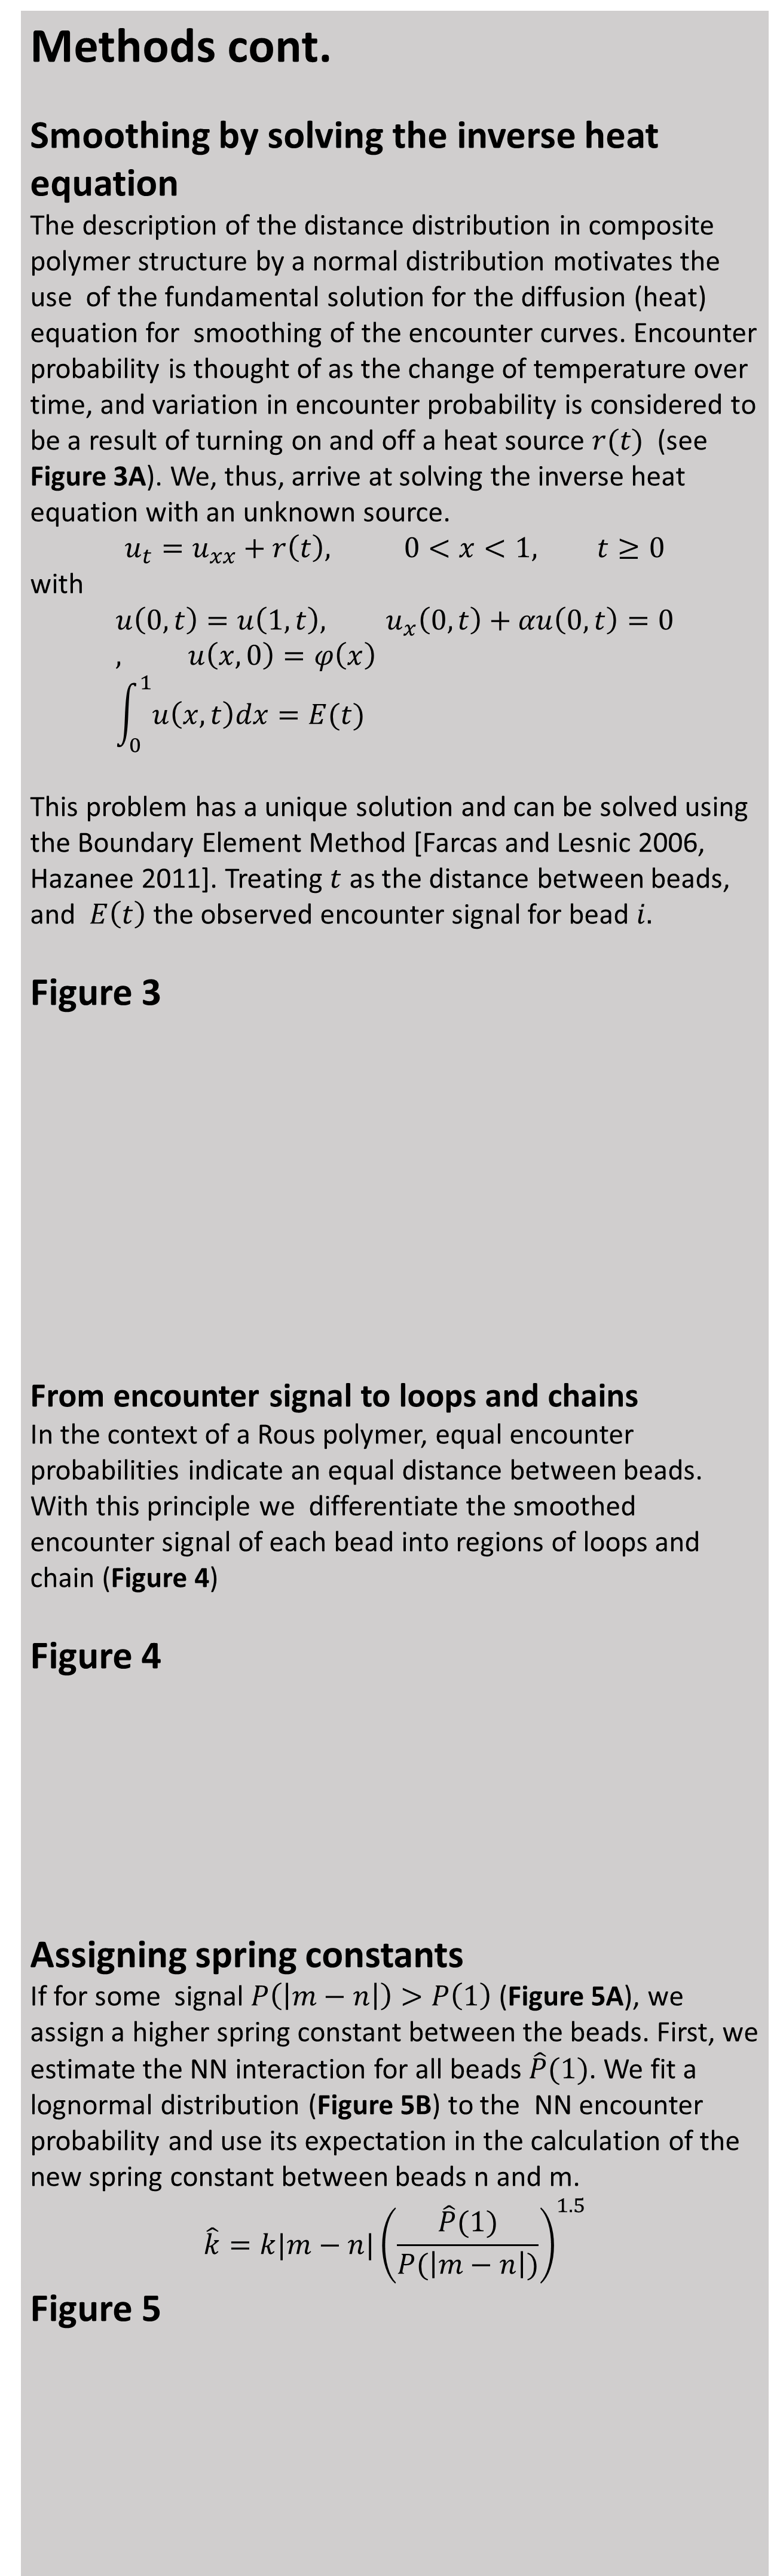 Methods cont.
Smoothing by solving the inverse heat
equation
The description of the distance distribution in composite
polymer structure by a normal distribution motivates the
use  of the fundamental solution for the diffusion (heat)
equation for  smoothing of the encounter curves. Encounter
probability is thought of as the change of temperature over
time, and variation in encounter probability is considered to
be a result of turning on and off a heat source r(t)  (see
Figure 3A). We, thus, arrive at solving the inverse heat
equation with an unknown source.
u_t = u_{xx} + r(t),    0 < x < 1,    t ≥ 0
with
u(0, t) = u(1, t),    u_x(0, t) + αu(0, t) = 0
,    u(x, 0) = φ(x)
∫_0^1 u(x, t)dx = E(t)
This problem has a unique solution and can be solved using
the Boundary Element Method [Farcas and Lesnic 2006,
Hazanee 2011]. Treating t as the distance between beads,
and  E(t) the observed encounter signal for bead i.
Figure 3
From encounter signal to loops and chains
In the context of a Rous polymer, equal encounter
probabilities indicate an equal distance between beads.
With this principle we  differentiate the smoothed
encounter signal of each bead into regions of loops and
chain (Figure 4)
Figure 4
Assigning spring constants
If for some  signal P(|m − n|) > P(1) (Figure 5A), we
assign a higher spring constant between the beads. First, we
estimate the NN interaction for all beads P̂(1). We fit a
lognormal distribution (Figure 5B) to the  NN encounter
probability and use its expectation in the calculation of the
new spring constant between beads n and m.
k̂ = k|m − n| (P̂(1) / P(|m − n|))^{1.5}
Figure 5